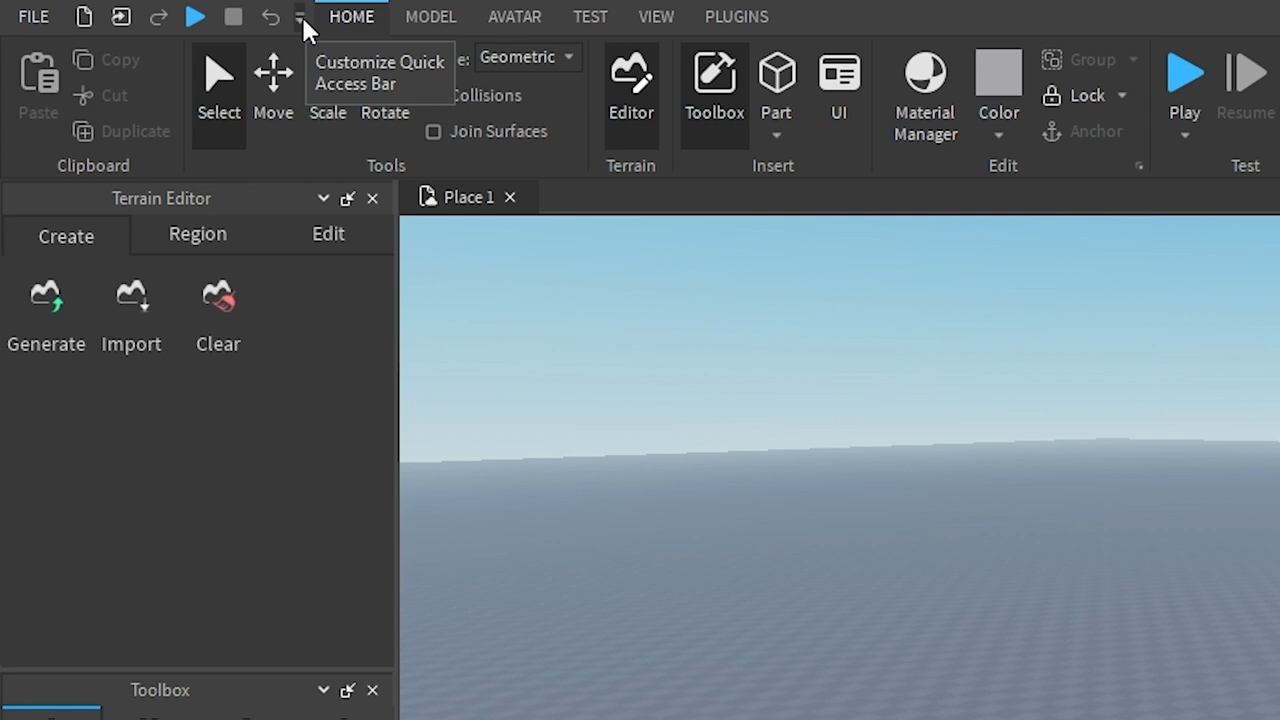 FILE
HOME
MODEL
AVATAR
TEST
VIEW
PLUGINS
Customize Quick
Access Bar
Paste
Copy
Cut
Duplicate
Clipboard
Select
Move
Scale
Rotate
e:
Geometric
Collisions
Join Surfaces
Tools
Editor
Terrain
Toolbox
Part
UI
Insert
Material
Manager
Color
Group
Lock
Anchor
Edit
Play
Resume
Test
Terrain Editor
Create
Region
Edit
Generate
Import
Clear
Place 1
Toolbox